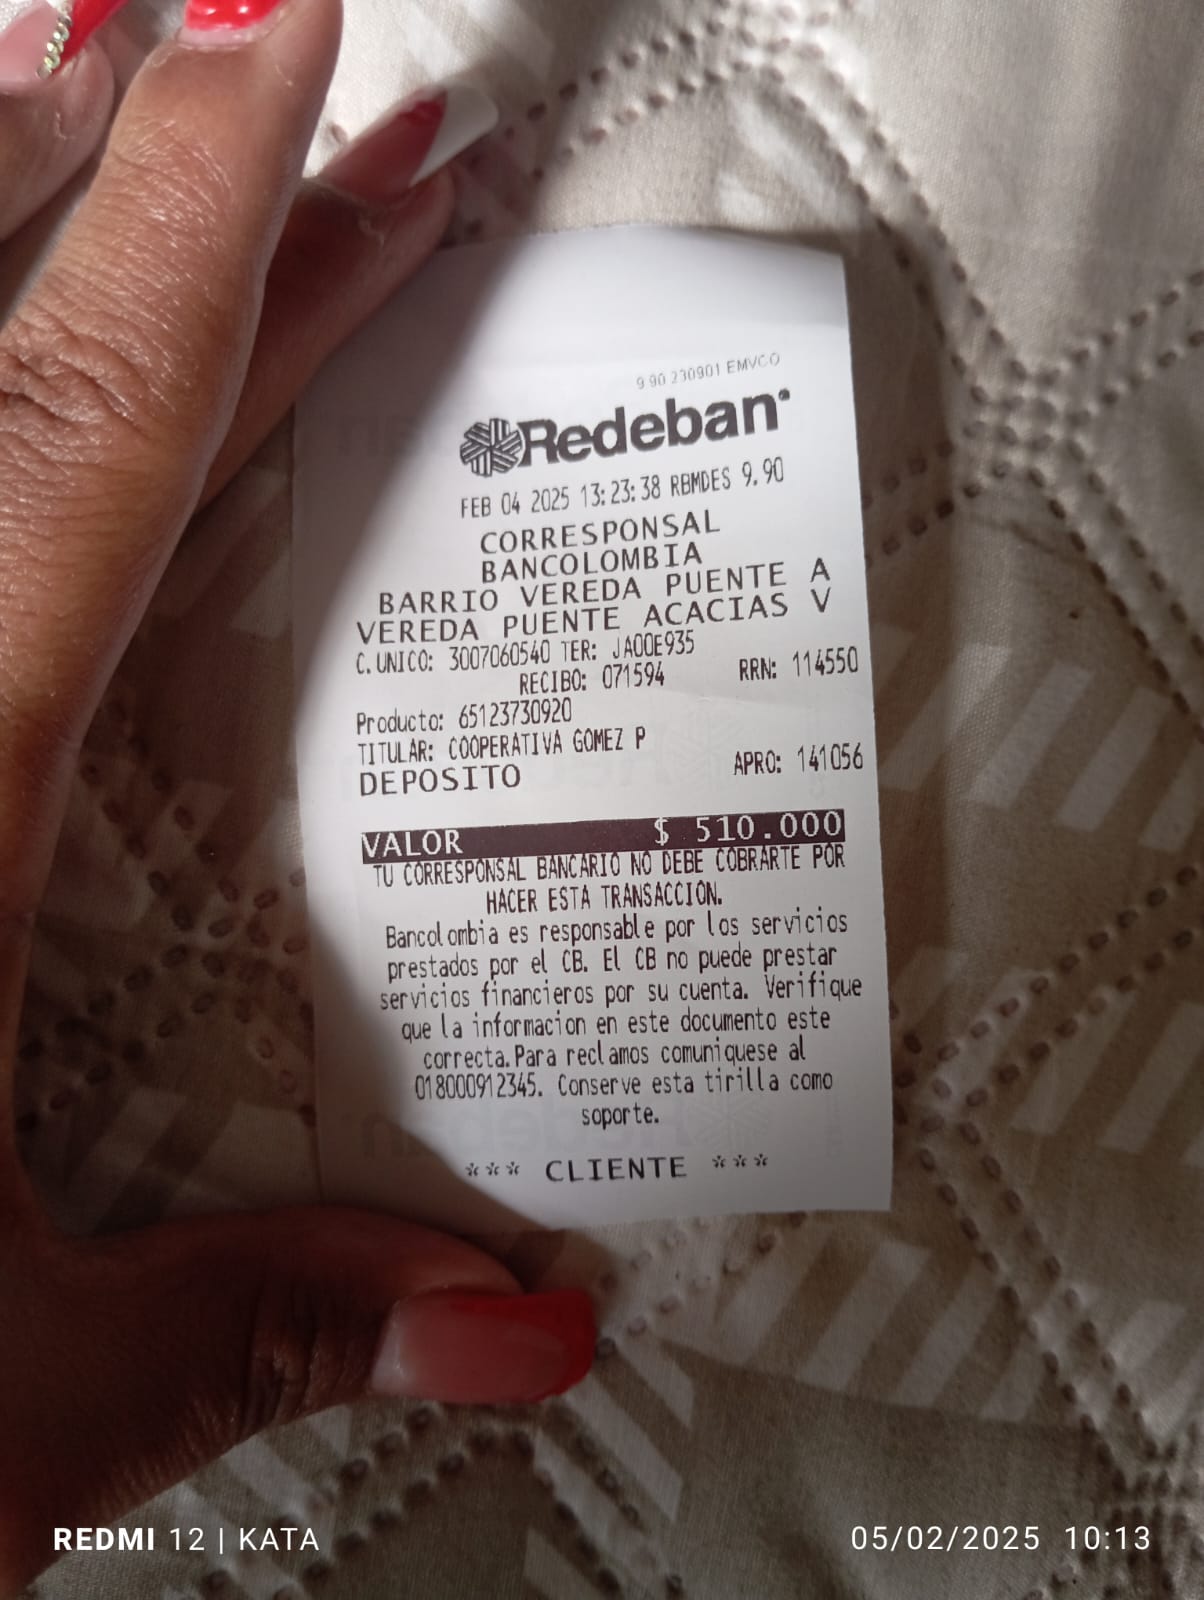 9.90 230901 EMVCO
Redeban
FEB 04 2025 13:23:38 RBMDES 9.90
CORRESPONSAL
BANCOLOMBIA
BARRIO VEREDA PUENTE A
VEREDA PUENTE ACACIAS V
C.UNICO: 3007060540 TER: JA00E935
RECIBO: 071594 RRN: 114550
Producto: 65123730920
TITULAR: COOPERATIVA GOMEZ P
DEPOSITO APRO: 141056
VALOR $ 510.000
TU CORRESPONSAL BANCARIO NO DEBE COBRARTE POR
HACER ESTA TRANSACCION.
Bancolombia es responsable por los servicios
prestados por el CB. El CB no puede prestar
servicios financieros por su cuenta. Verifique
que la informacion en este documento este
correcta.Para reclamos comuniquese al
018000912345. Conserve esta tirilla como
soporte.
*** CLIENTE ***
REDMI 12 | KATA
05/02/2025 10:13